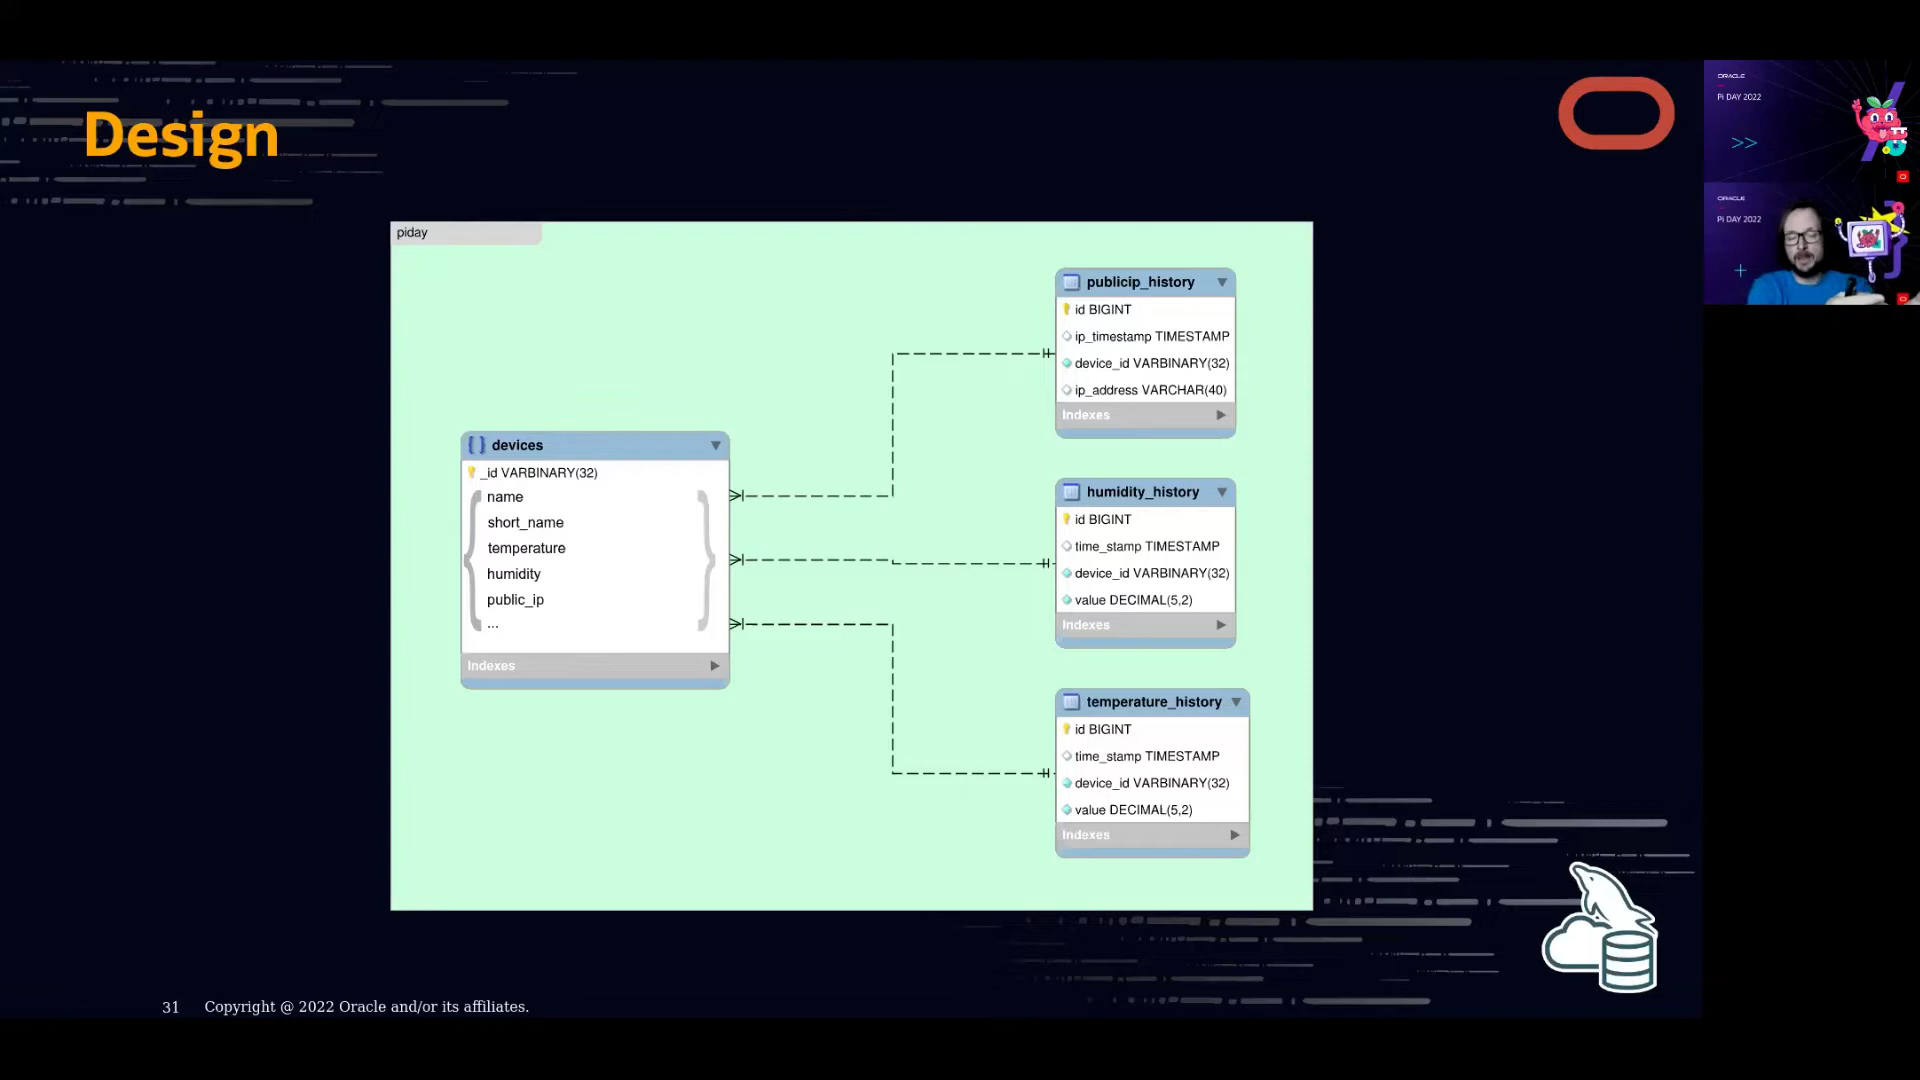 Design
piday
devices
_id VARBINARY(32)
name
short_name
temperature
humidity
public_ip
...
Indexes
publicip_history
id BIGINT
ip_timestamp TIMESTAMP
device_id VARBINARY(32)
ip_address VARCHAR(40)
Indexes
humidity_history
id BIGINT
time_stamp TIMESTAMP
device_id VARBINARY(32)
value DECIMAL(5,2)
Indexes
temperature_history
id BIGINT
time_stamp TIMESTAMP
device_id VARBINARY(32)
value DECIMAL(5,2)
Indexes
31 Copyright @ 2022 Oracle and/or its affiliates.
ORACLE
Pi DAY 2022
>>
ORACLE
Pi DAY 2022
+